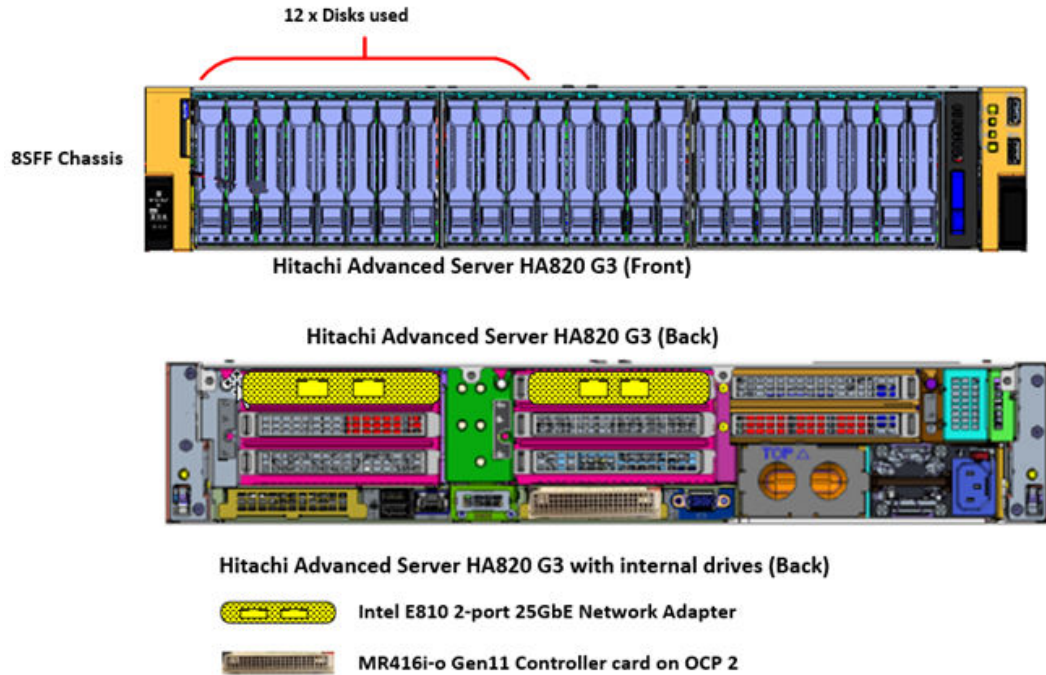 12 x Disks used
8SFF Chassis
Hitachi Advanced Server HA820 G3 (Front)
Hitachi Advanced Server HA820 G3 (Back)
TOP △
Hitachi Advanced Server HA820 G3 with internal drives (Back)
Intel E810 2-port 25GbE Network Adapter
MR416i-o Gen11 Controller card on OCP 2